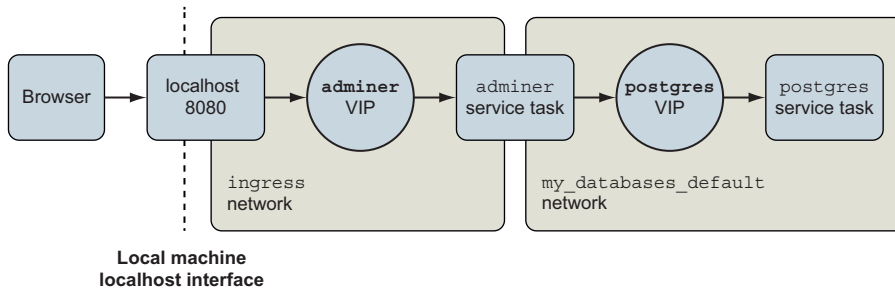 Browser
localhost
8080
adminer
VIP
adminer
service task
postgres
VIP
postgres
service task
ingress
network
my_databases_default
network
Local machine
localhost interface